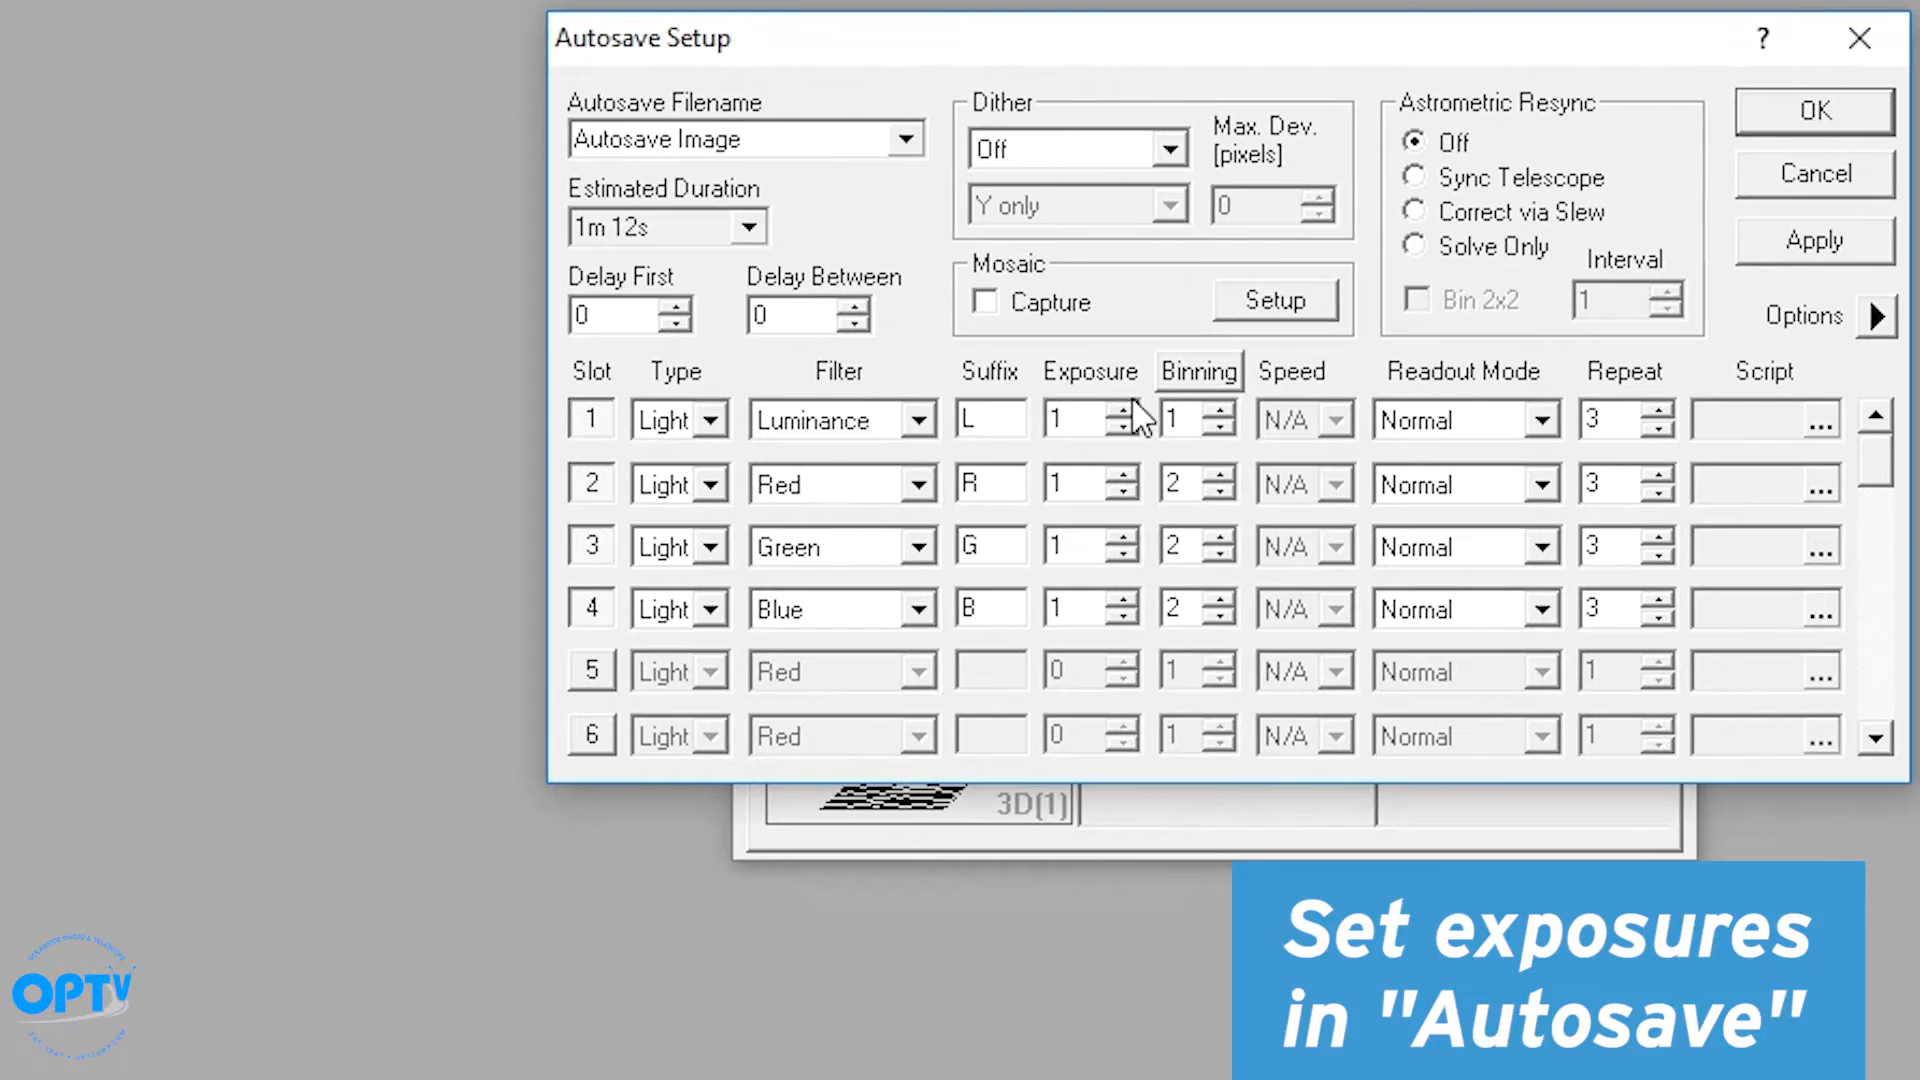 Autosave Setup
?
Autosave Filename
Autosave Image
Estimated Duration
1m 12s
Delay First
0
Delay Between
0
Dither
Off
Max. Dev.
[pixels]
Y only
0
Mosaic
Capture
Setup
Astrometric Resync
Off
Sync Telescope
Correct via Slew
Solve Only
Interval
Bin 2x2
1
OK
Cancel
Apply
Options
Slot Type Filter Suffix Exposure Binning Speed Readout Mode Repeat Script
1 Light Luminance L 1 1 N/A Normal 3 ...
2 Light Red R 1 2 N/A Normal 3 ...
3 Light Green G 1 2 N/A Normal 3 ...
4 Light Blue B 1 2 N/A Normal 3 ...
5 Light Red 0 1 N/A Normal 1 ...
6 Light Red 0 1 N/A Normal 1 ...
3D(1)
Set exposures
in "Autosave"
OPTV